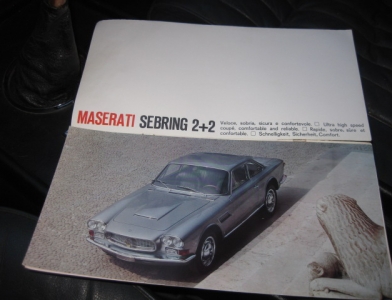 MASERATI SEBRING 2+2 Veloce, sobria, sicura e confortevole. □ Ultra high speed
coupé, comfortable and reliable. □ Rapide, sobre, sûre et
confortable. □ Schnelligkeit, Sicherheit, Comfort.